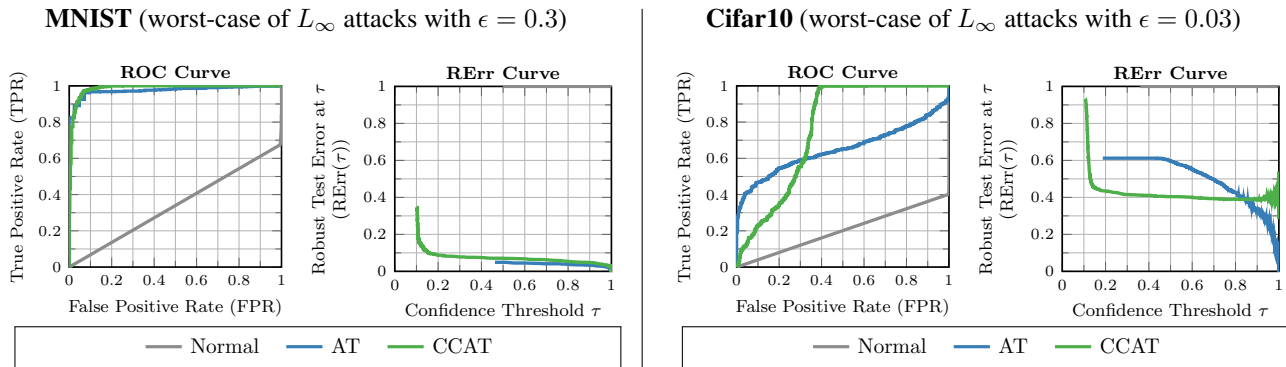 MNIST (worst-case of L∞ attacks with ϵ = 0.3)
ROC Curve
True Positive Rate (TPR)
1
0.8
0.6
0.4
0.2
0
0 0.2 0.4 0.6 0.8 1
False Positive Rate (FPR)
RErr Curve
Robust Test Error at τ
(RErr(τ))
1
0.8
0.6
0.4
0.2
0
0 0.2 0.4 0.6 0.8 1
Confidence Threshold τ
Normal AT CCAT
Cifar10 (worst-case of L∞ attacks with ϵ = 0.03)
ROC Curve
True Positive Rate (TPR)
1
0.8
0.6
0.4
0.2
0
0 0.2 0.4 0.6 0.8 1
False Positive Rate (FPR)
RErr Curve
Robust Test Error at τ
(RErr(τ))
1
0.8
0.6
0.4
0.2
0
0 0.2 0.4 0.6 0.8 1
Confidence Threshold τ
Normal AT CCAT